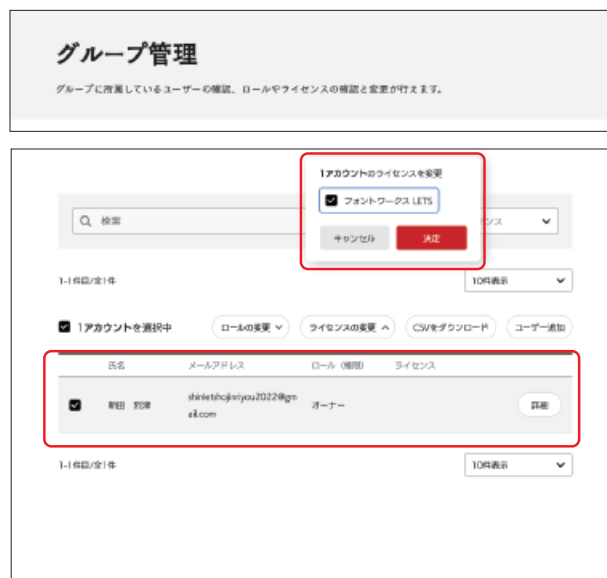 グループ管理
グループに所属しているユーザーの確認、ロールやライセンスの確認と変更が行えます。
1アカウントのライセンスを変更
フォントワークス LETS
キャンセル 決定
検索 ンス
1-1件目/全1件 10件表示
1アカウントを選択中 ロールの変更 ライセンスの変更 CSVをダウンロード ユーザー追加
氏名 メールアドレス ロール（権限） ライセンス
オーナー 詳細
ail.com
1-1件目/全1件 10件表示